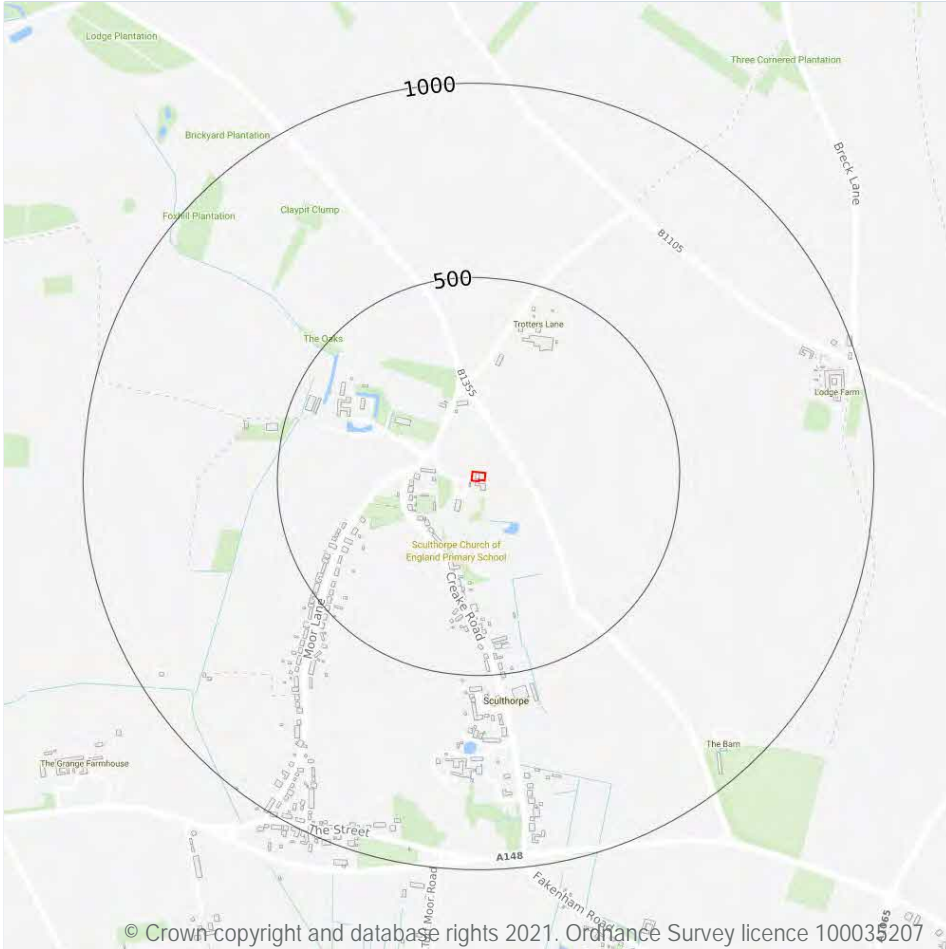 Lodge Plantation
Three Cornered Plantation
1000
Brickyard Plantation
Breck Lane
Foxhill Plantation
Claypit Clump
B1105
500
Trotters Lane
The Oaks
B1355
Lodge Farm
Sculthorpe Church of
England Primary School
Creake Road
Moor Lane
Sculthorpe
The Barn
The Grange Farmhouse
The Street
A148
Fakenham Road
Moor Road
© Crown copyright and database rights 2021. Ordnance Survey licence 100035207